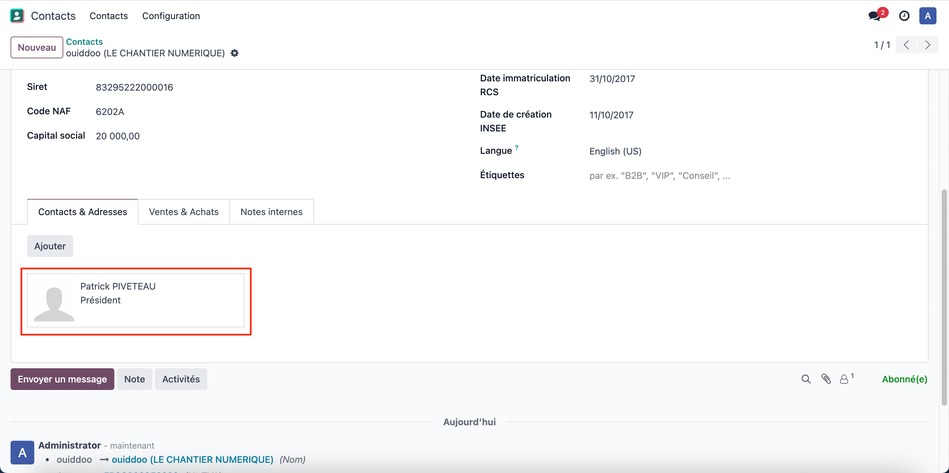 Contacts Contacts Configuration 2 A
Nouveau Contacts 1 / 1
ouiddoo (LE CHANTIER NUMERIQUE)
Siret 83295222000016
Code NAF 6202A
Capital social 20 000,00
Date immatriculation RCS 31/10/2017
Date de création INSEE 11/10/2017
Langue ? English (US)
Étiquettes par ex. "B2B", "VIP", "Conseil", ...
Contacts & Adresses Ventes & Achats Notes internes
Ajouter
Patrick PIVETEAU
Président
Envoyer un message Note Activités 1 Abonné(e)
Aujourd'hui
A Administrator - maintenant
• ouiddoo → ouiddoo (LE CHANTIER NUMERIQUE) (Nom)